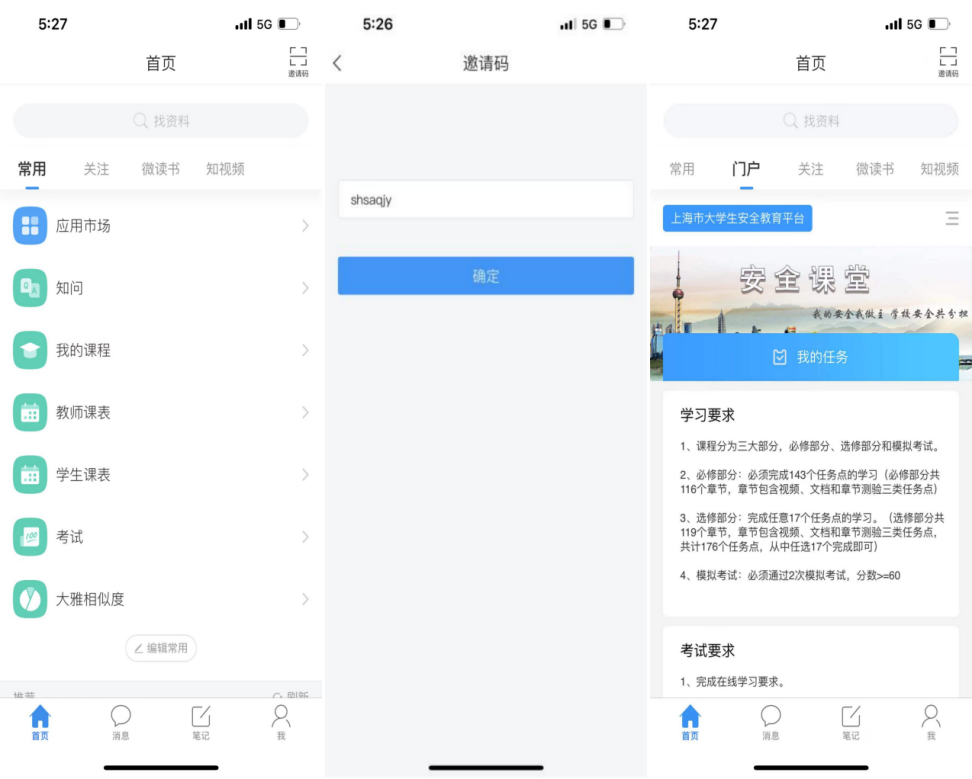 5:27
5G
首页
邀请码
找资料
常用
关注
微读书
知视频
应用市场
知问
我的课程
教师课表
学生课表
考试
大雅相似度
编辑常用
推荐
刷新
首页
消息
笔记
我
5:26
5G
邀请码
shsaqjy
确定
5:27
5G
首页
邀请码
找资料
常用
门户
关注
微读书
知视频
上海市大学生安全教育平台
安全课堂
我的安全我做主 学校安全共分担
我的任务
学习要求
1、课程分为三大部分，必修部分、选修部分和模拟考试。
2、必修部分：必须完成143个任务点的学习（必修部分共
116个章节，章节包含视频、文档和章节测验三类任务点）
3、选修部分：完成任意17个任务点的学习。（选修部分共
119个章节，章节包含视频、文档和章节测验三类任务点，
共计176个任务点，从中任选17个完成即可）
4、模拟考试：必须通过2次模拟考试，分数>=60
考试要求
1、完成在线学习要求。
首页
消息
笔记
我